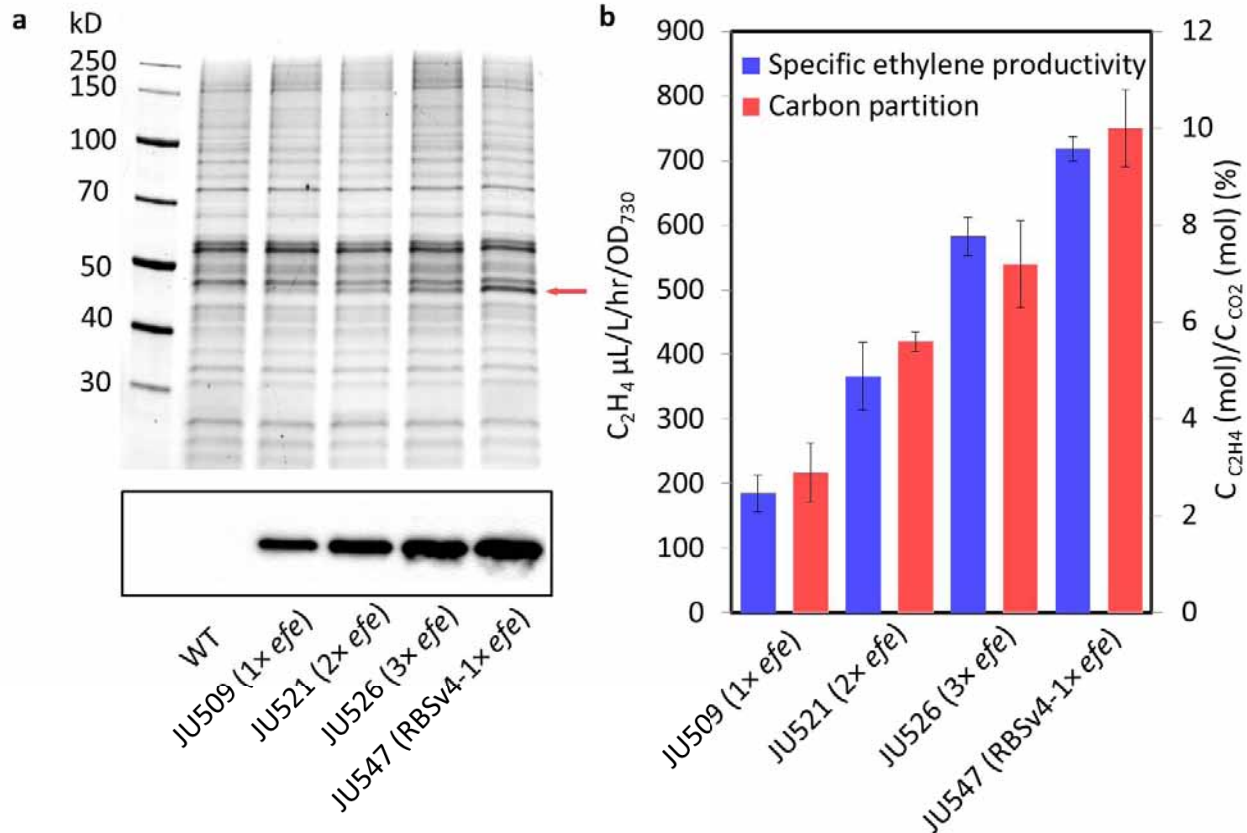 a
kD
250
150
100
70
50
40
30
WT
JU509 (1× efe)
JU521 (2× efe)
JU526 (3× efe)
JU547 (RBSv4-1× efe)
b
Specific ethylene productivity
Carbon partition
C₂H₄ µL/L/hr/OD₇₃₀
900
800
700
600
500
400
300
200
100
0
12
10
8
6
4
2
0
C C2H4 (mol)/C CO2 (mol) (%)
JU509 (1× efe)
JU521 (2× efe)
JU526 (3× efe)
JU547 (RBSv4-1× efe)